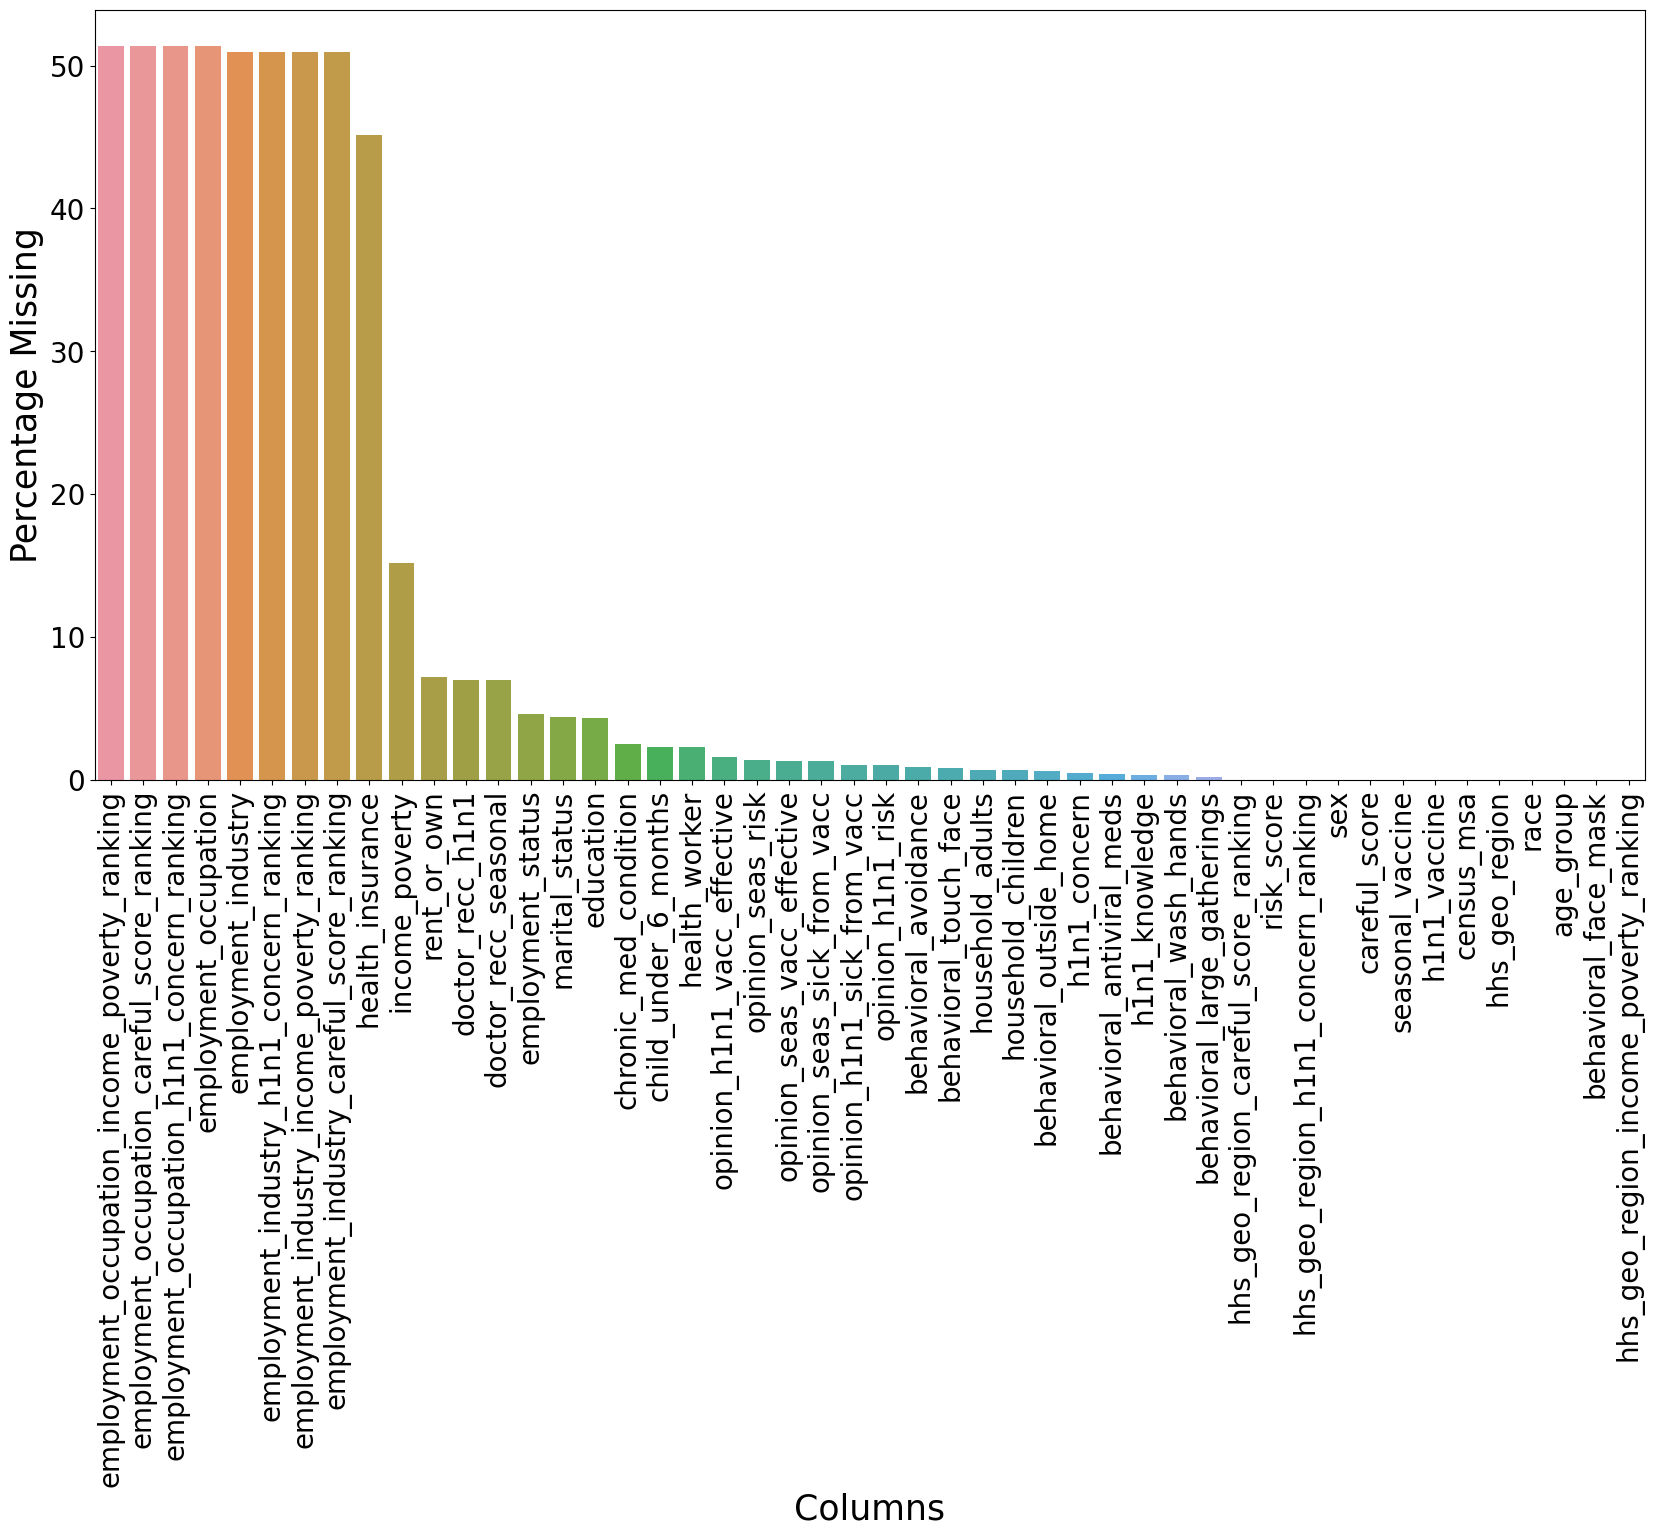 Percentage Missing
50
40
30
20
10
0
employment_occupation_income_poverty_ranking
employment_occupation_careful_score_ranking
employment_occupation_h1n1_concern_ranking
employment_occupation
employment_industry
employment_industry_h1n1_concern_ranking
employment_industry_income_poverty_ranking
employment_industry_careful_score_ranking
health_insurance
income_poverty
rent_or_own
doctor_recc_h1n1
doctor_recc_seasonal
employment_status
marital_status
education
chronic_med_condition
child_under_6_months
health_worker
opinion_h1n1_vacc_effective
opinion_seas_risk
opinion_seas_vacc_effective
opinion_seas_sick_from_vacc
opinion_h1n1_sick_from_vacc
opinion_h1n1_risk
behavioral_avoidance
behavioral_touch_face
household_adults
household_children
behavioral_outside_home
h1n1_concern
behavioral_antiviral_meds
h1n1_knowledge
behavioral_wash_hands
behavioral_large_gatherings
hhs_geo_region_careful_score_ranking
risk_score
hhs_geo_region_h1n1_concern_ranking
sex
careful_score
seasonal_vaccine
h1n1_vaccine
census_msa
hhs_geo_region
race
age_group
behavioral_face_mask
hhs_geo_region_income_poverty_ranking
Columns